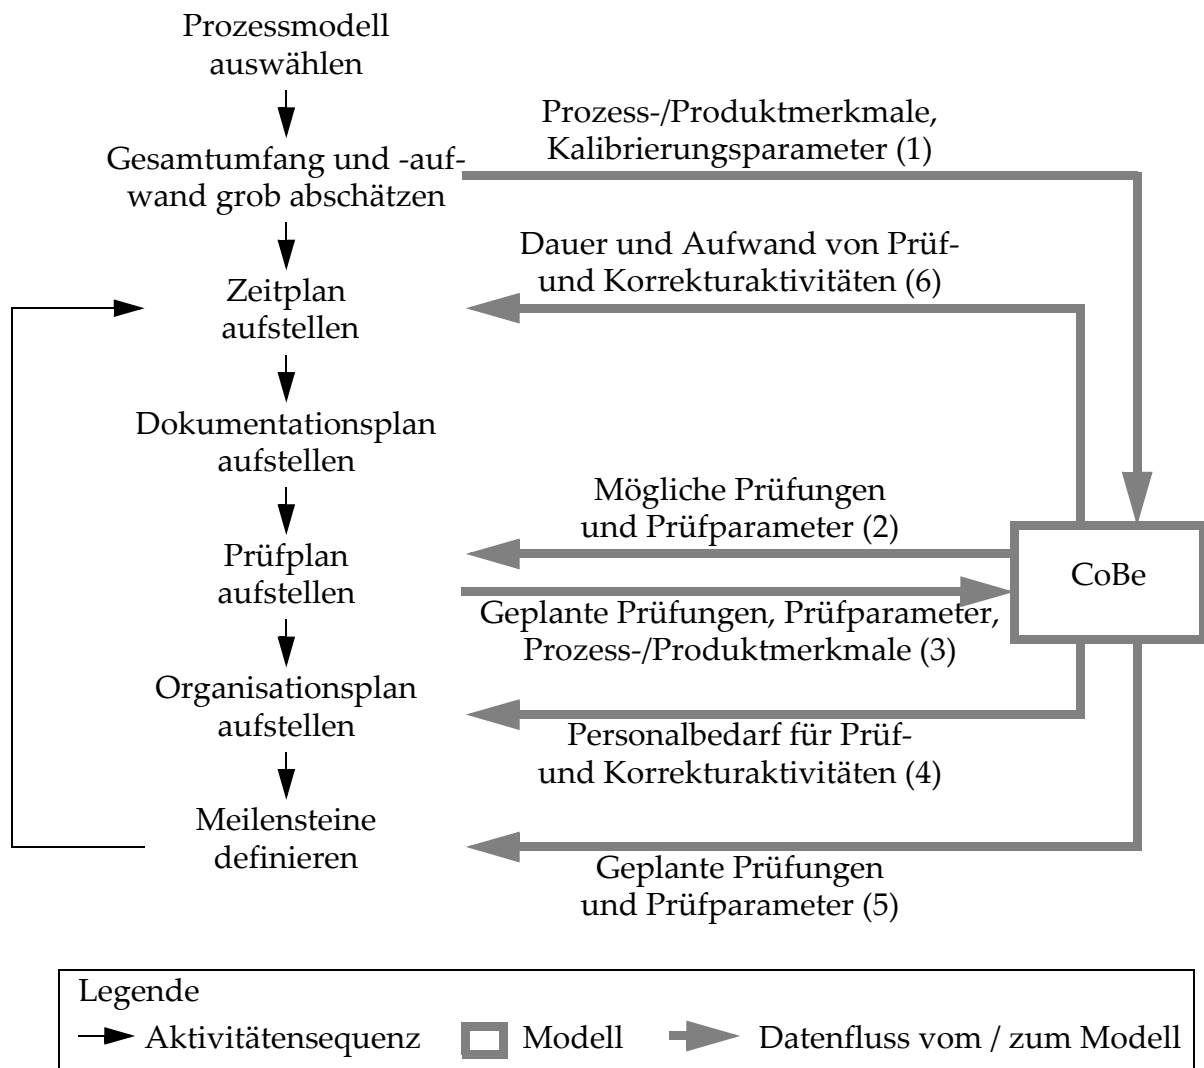 Prozessmodell
auswählen
Prozess-/Produktmerkmale,
Kalibrierungsparameter (1)
Gesamtumfang und -auf-
wand grob abschätzen
Dauer und Aufwand von Prüf-
und Korrekturaktivitäten (6)
Zeitplan
aufstellen
Dokumentationsplan
aufstellen
Mögliche Prüfungen
und Prüfparameter (2)
Prüfplan
aufstellen
CoBe
Geplante Prüfungen, Prüfparameter,
Prozess-/Produktmerkmale (3)
Organisationsplan
aufstellen
Personalbedarf für Prüf-
und Korrekturaktivitäten (4)
Meilensteine
definieren
Geplante Prüfungen
und Prüfparameter (5)
Legende
Aktivitätensequenz
Modell
Datenfluss vom / zum Modell